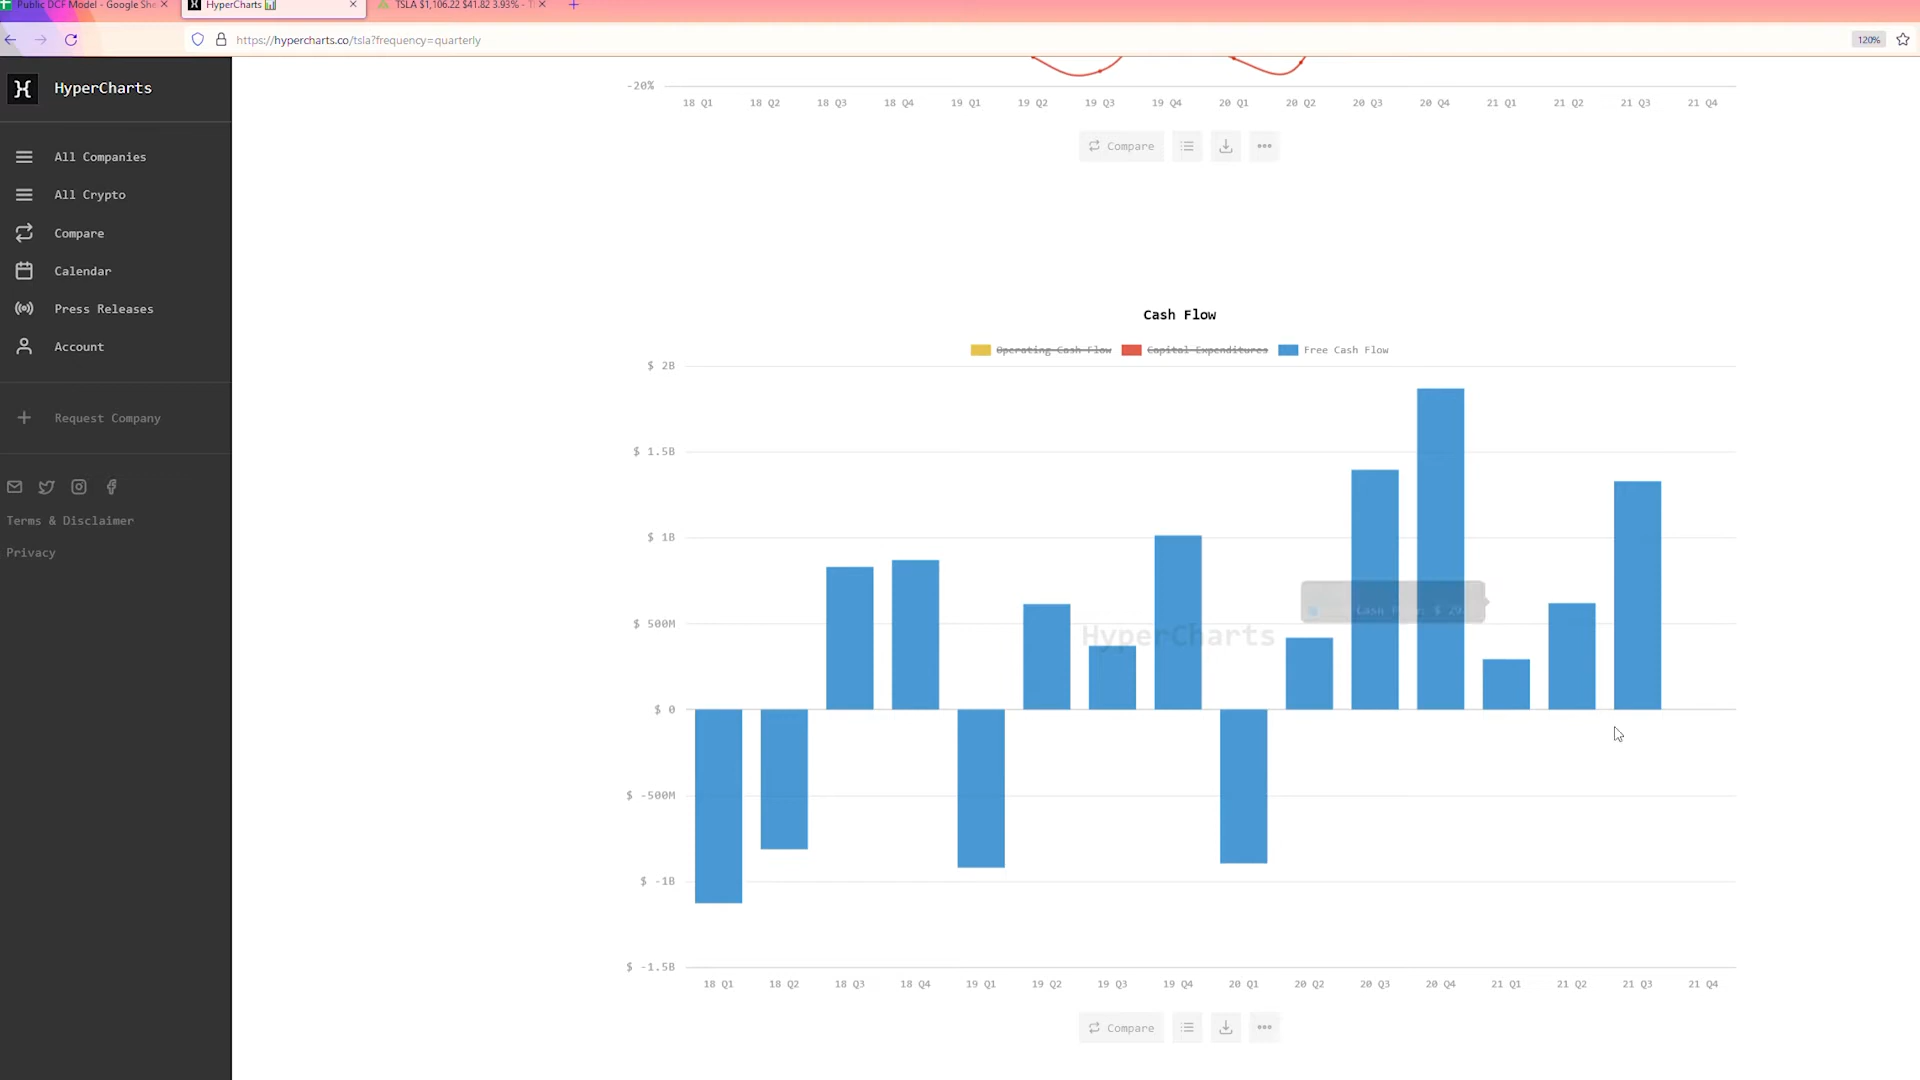 Public DCF Model - Google She
HyperCharts
TSLA $1,106.22 $41.82 3.93% -
https://hypercharts.co/tsla?frequency=quarterly
120%
HyperCharts
All Companies
All Crypto
Compare
Calendar
Press Releases
Account
Request Company
Terms & Disclaimer
Privacy
-20%
18 Q1 18 Q2 18 Q3 18 Q4 19 Q1 19 Q2 19 Q3 19 Q4 20 Q1 20 Q2 20 Q3 20 Q4 21 Q1 21 Q2 21 Q3 21 Q4
Compare
Cash Flow
Operating Cash Flow Capital Expenditures Free Cash Flow
$ 2B
$ 1.5B
$ 1B
$ 500M
$ 0
$ -500M
$ -1B
$ -1.5B
HyperCharts
Cash
18 Q1 18 Q2 18 Q3 18 Q4 19 Q1 19 Q2 19 Q3 19 Q4 20 Q1 20 Q2 20 Q3 20 Q4 21 Q1 21 Q2 21 Q3 21 Q4
Compare